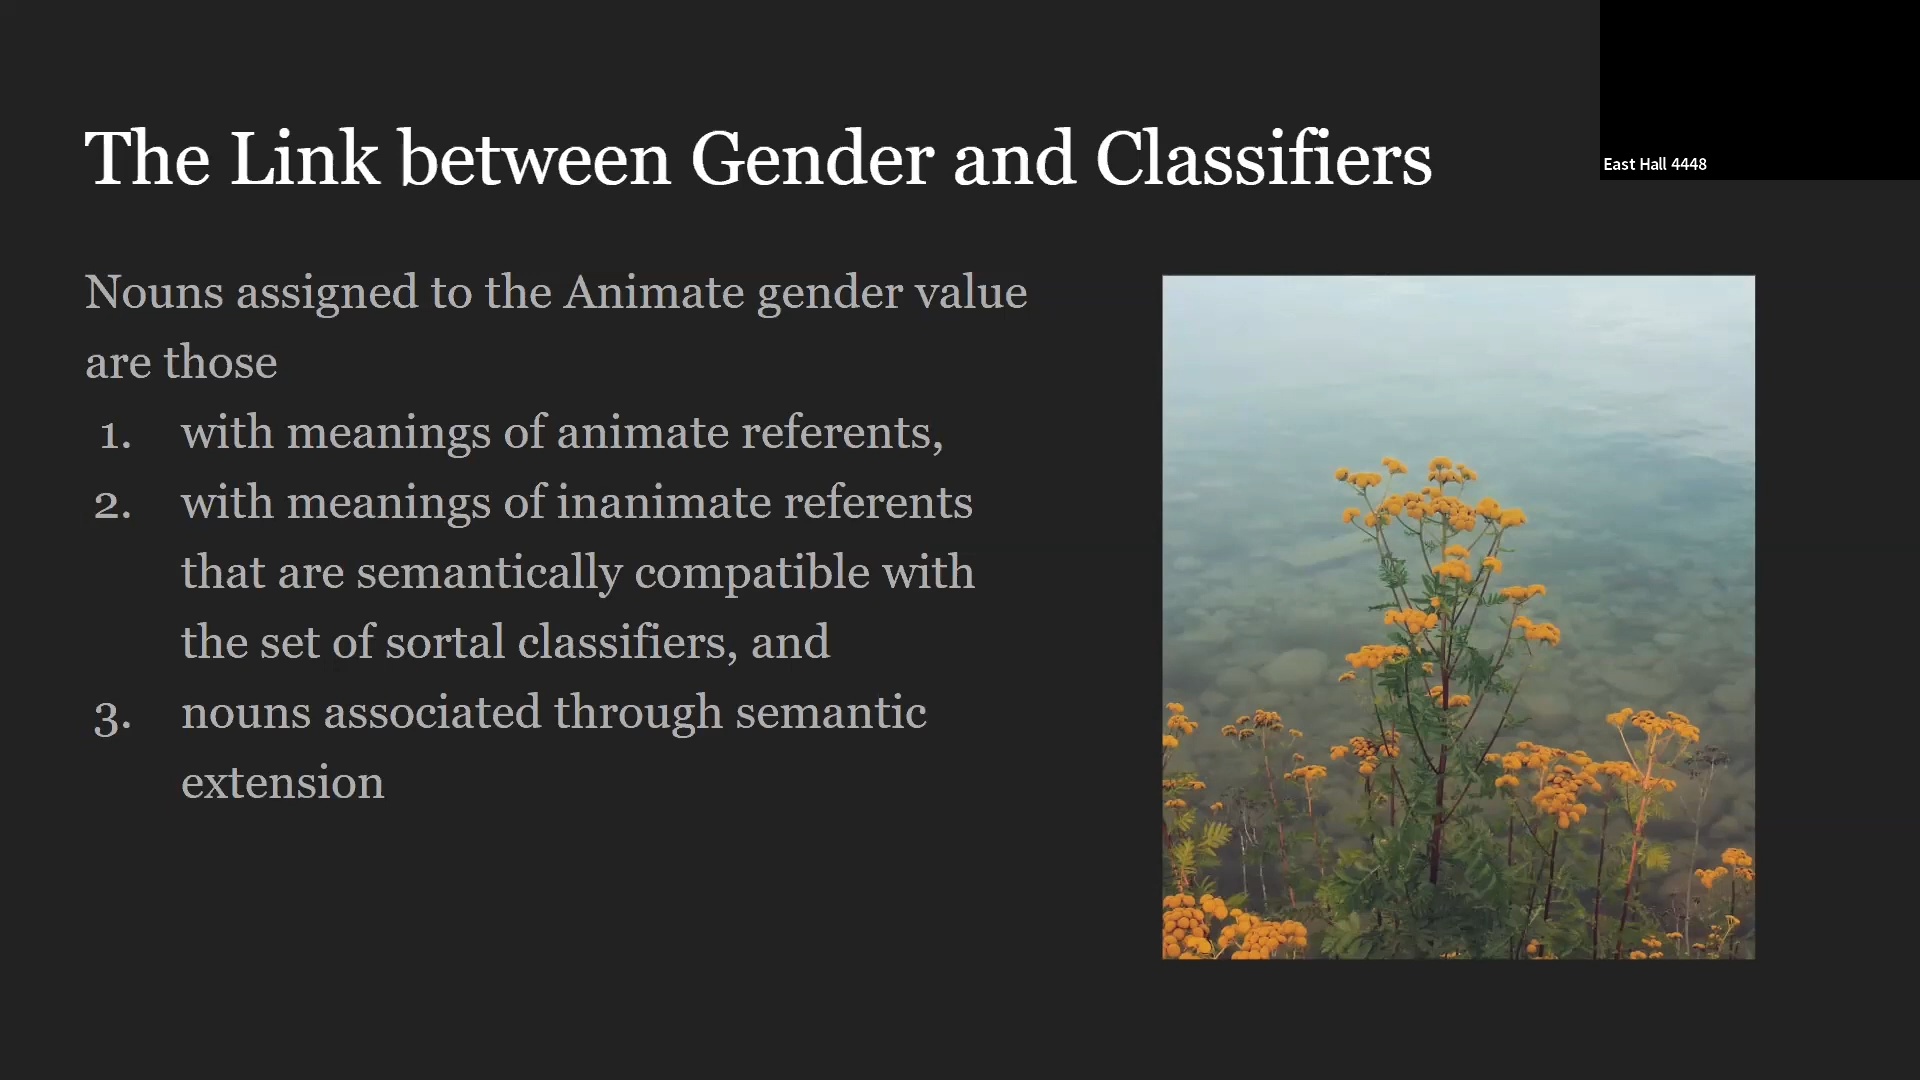 The Link between Gender and Classifiers
East Hall 4448
Nouns assigned to the Animate gender value
are those
1. with meanings of animate referents,
2. with meanings of inanimate referents
that are semantically compatible with
the set of sortal classifiers, and
3. nouns associated through semantic
extension